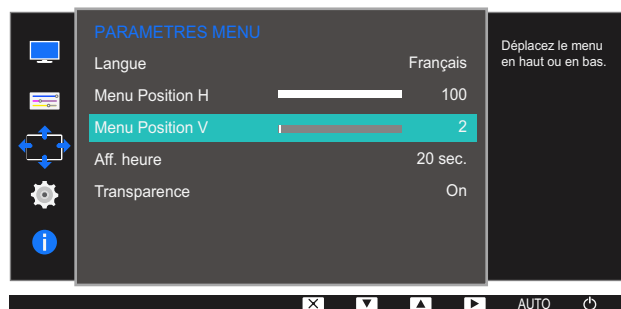 PARAMETRES MENU
Langue Français
Menu Position H 100
Menu Position V 2
Aff. heure 20 sec.
Transparence On
Déplacez le menu
en haut ou en bas.
AUTO